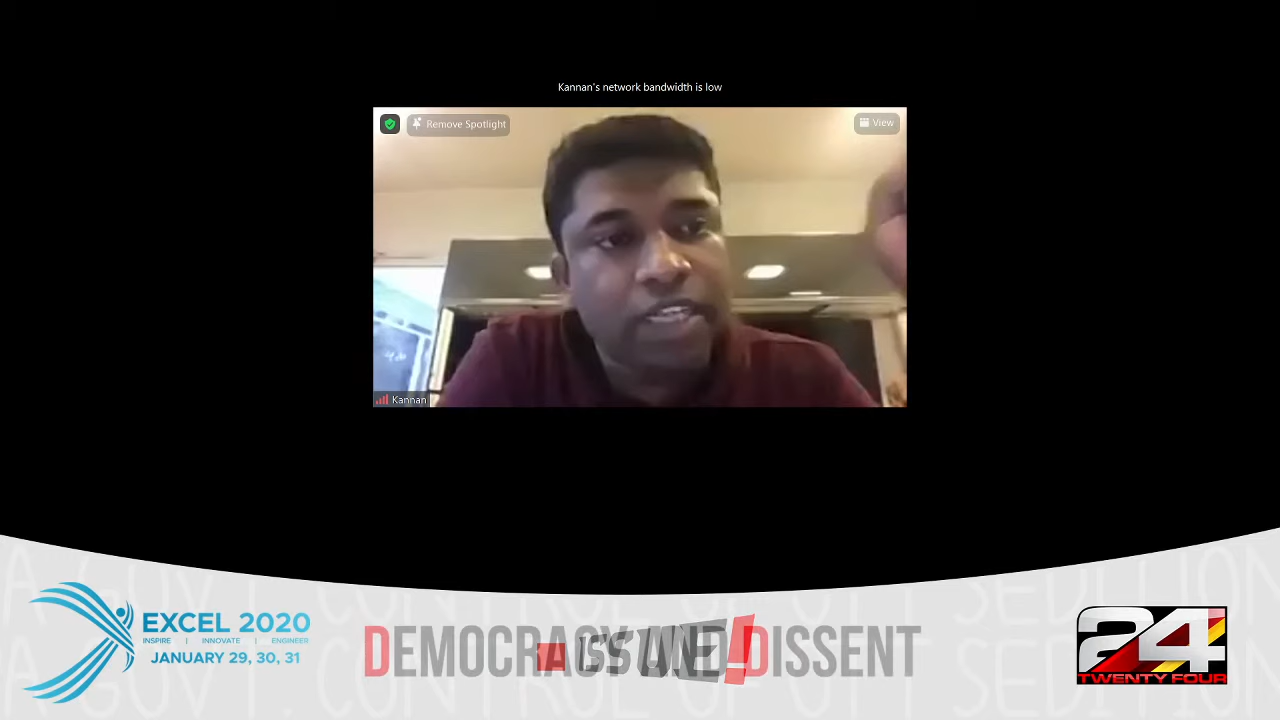 Kannan's network bandwidth is low
Remove Spotlight
View
Kannan
EXCEL 2020
INSPIRE | INNOVATE | ENGINEER
JANUARY 29, 30, 31
DEMOCRACY AND DISSENT
24
TWENTY FOUR